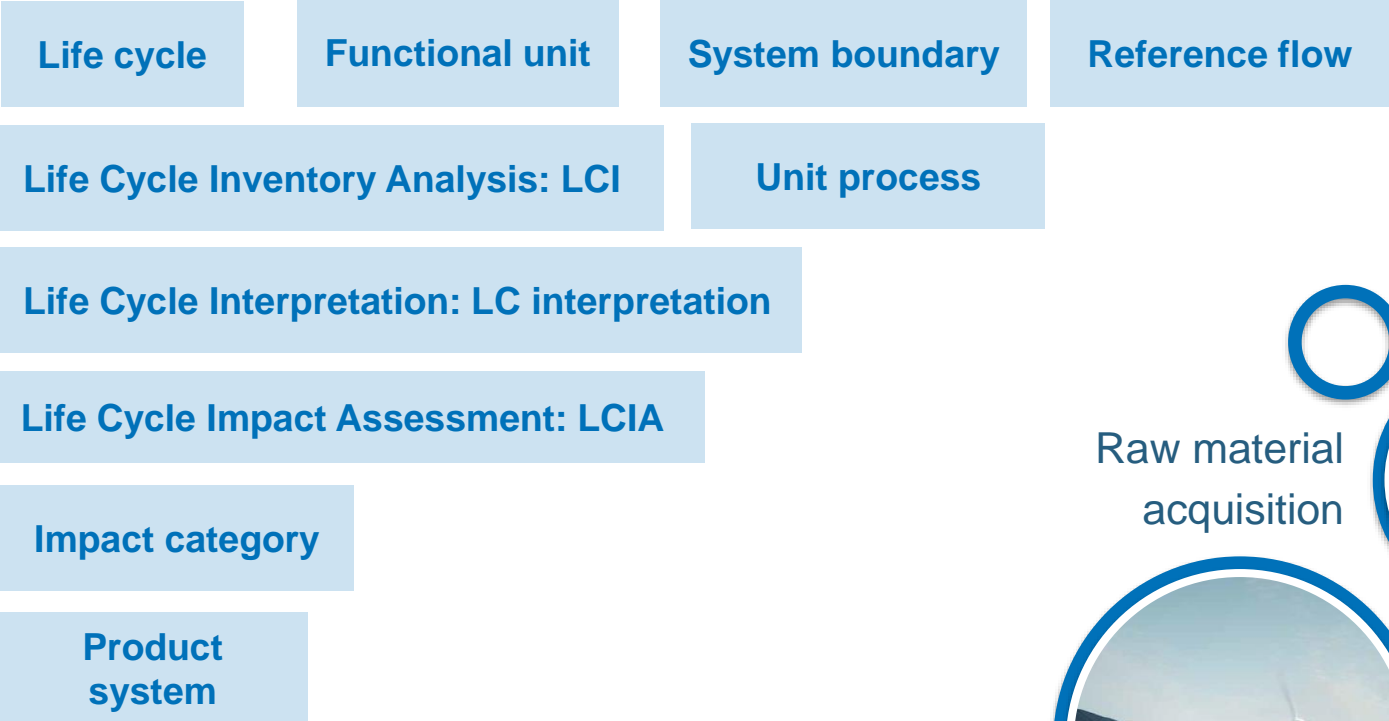 Life cycle
Functional unit
System boundary
Reference flow
Life Cycle Inventory Analysis: LCI
Unit process
Life Cycle Interpretation: LC interpretation
Life Cycle Impact Assessment: LCIA
Raw material
acquisition
Impact category
Product
system